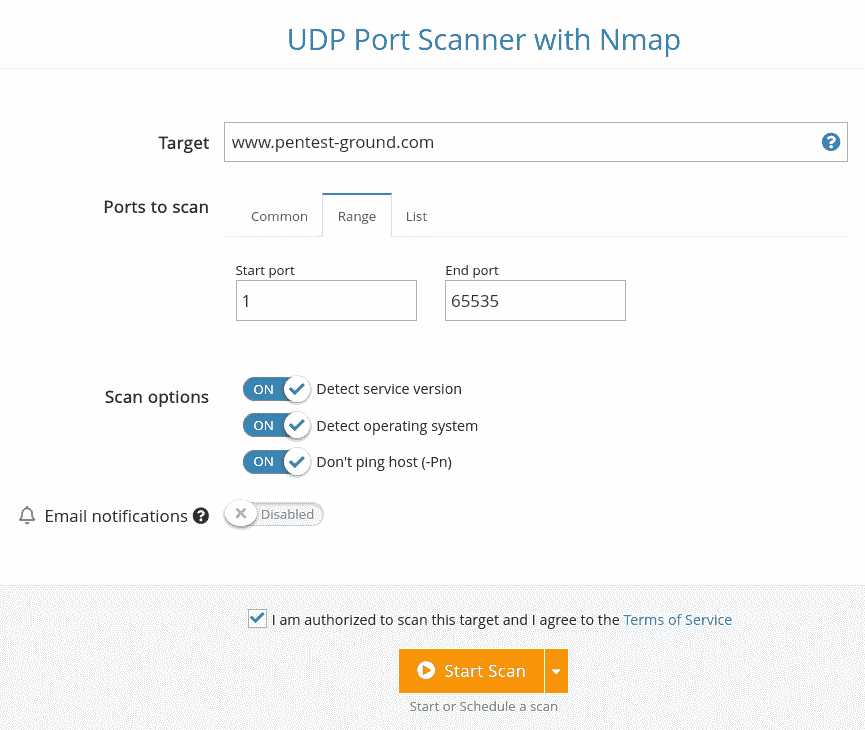 UDP Port Scanner with Nmap
Target
www.pentest-ground.com
?
Ports to scan
Common Range List
Start port End port
1 65535
Scan options
ON Detect service version
ON Detect operating system
ON Don't ping host (-Pn)
Email notifications ? Disabled
I am authorized to scan this target and I agree to the Terms of Service
Start Scan
Start or Schedule a scan